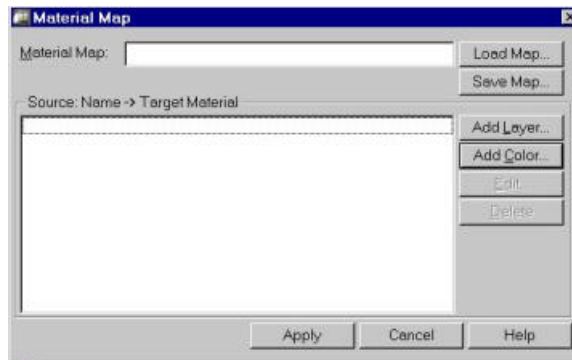 Material Map
Material Map:
Load Map...
Save Map...
Source: Name -> Target Material
Add Layer...
Add Color...
Edit...
Delete
Apply
Cancel
Help